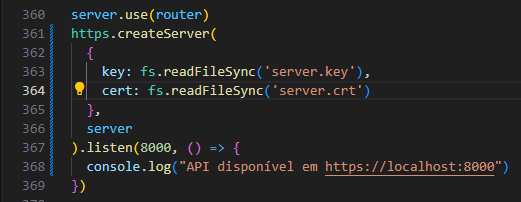 360 server.use(router)
361 https.createServer(
362 {
363 key: fs.readFileSync('server.key'),
364 cert: fs.readFileSync('server.crt')
365 },
366 server
367 ).listen(8000, () => {
368 console.log("API disponível em https://localhost:8000")
369 })